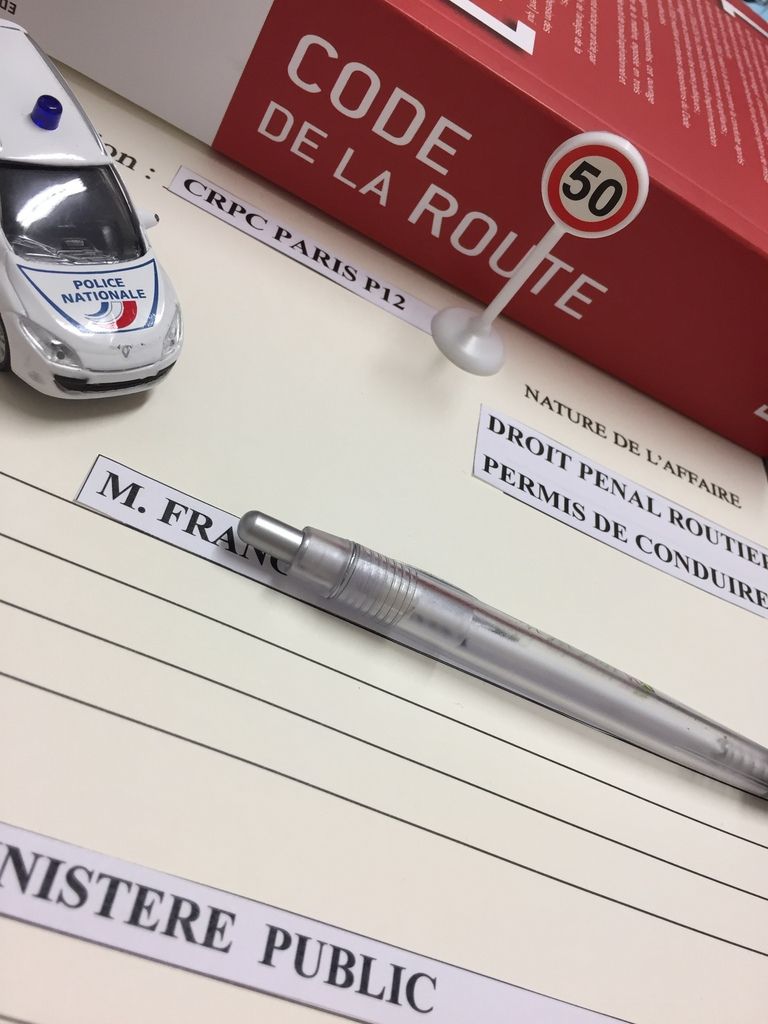 CODE
DE LA ROUTE
50
on :
CRPC PARIS P12
POLICE
NATIONALE
NATURE DE L'AFFAIRE
DROIT PENAL ROUTIER
PERMIS DE CONDUIRE
M. FRANC
NISTERE PUBLIC